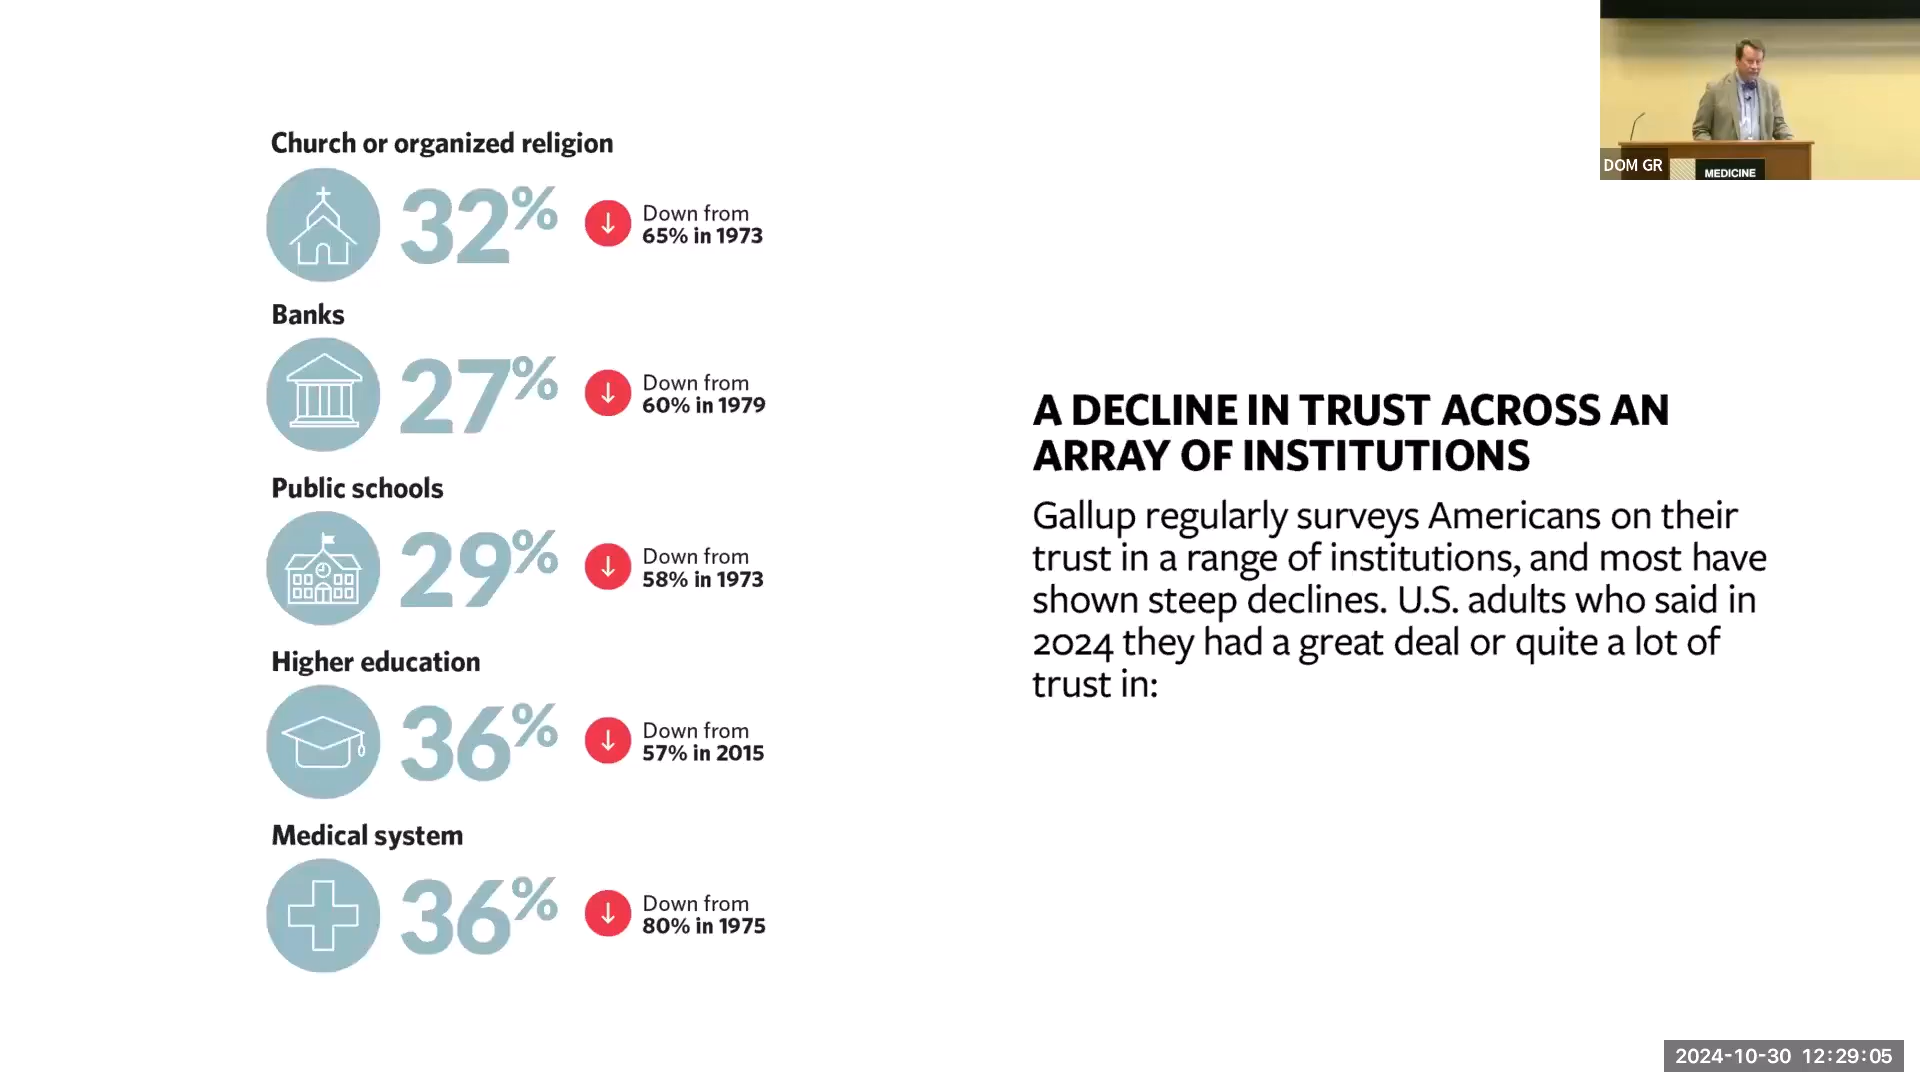 Church or organized religion
32%
Down from
65% in 1973
Banks
27%
Down from
60% in 1979
Public schools
29%
Down from
58% in 1973
Higher education
36%
Down from
57% in 2015
Medical system
36%
Down from
80% in 1975
A DECLINE IN TRUST ACROSS AN
ARRAY OF INSTITUTIONS
Gallup regularly surveys Americans on their
trust in a range of institutions, and most have
shown steep declines. U.S. adults who said in
2024 they had a great deal or quite a lot of
trust in:
DOM GR
MEDICINE
2024-10-30 12:29:05